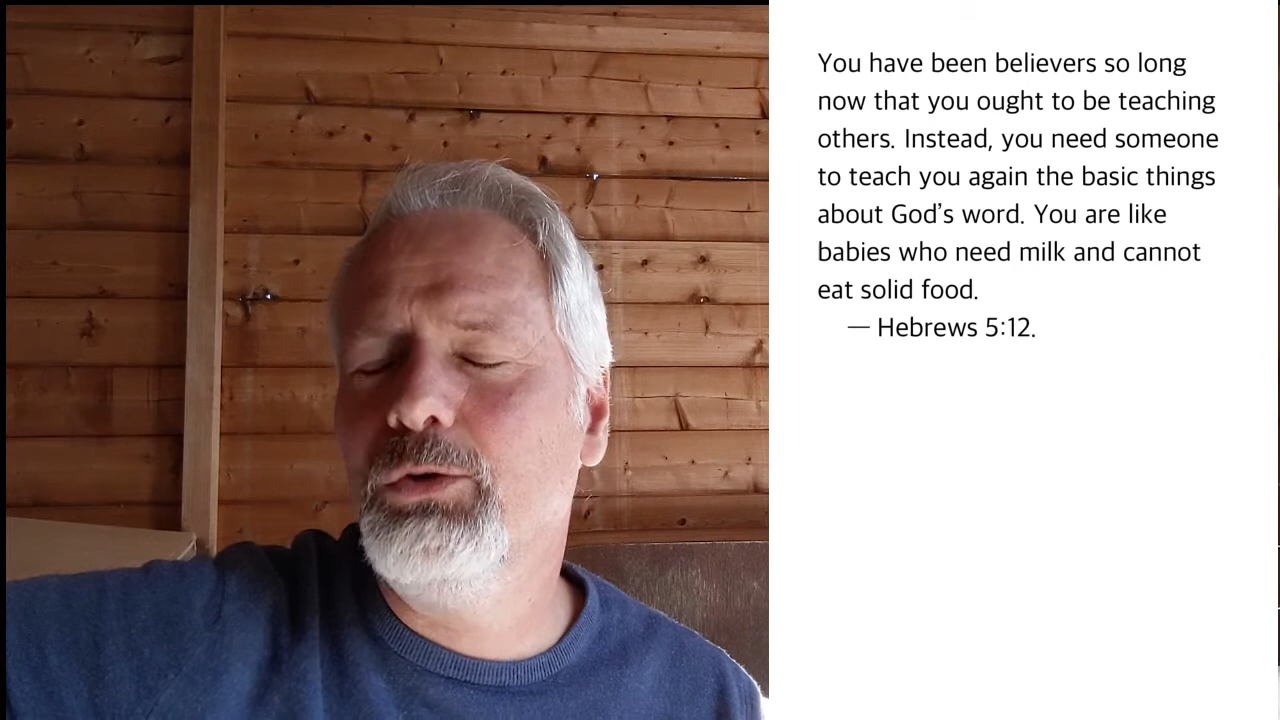 You have been believers so long
now that you ought to be teaching
others. Instead, you need someone
to teach you again the basic things
about God’s word. You are like
babies who need milk and cannot
eat solid food.
— Hebrews 5:12.